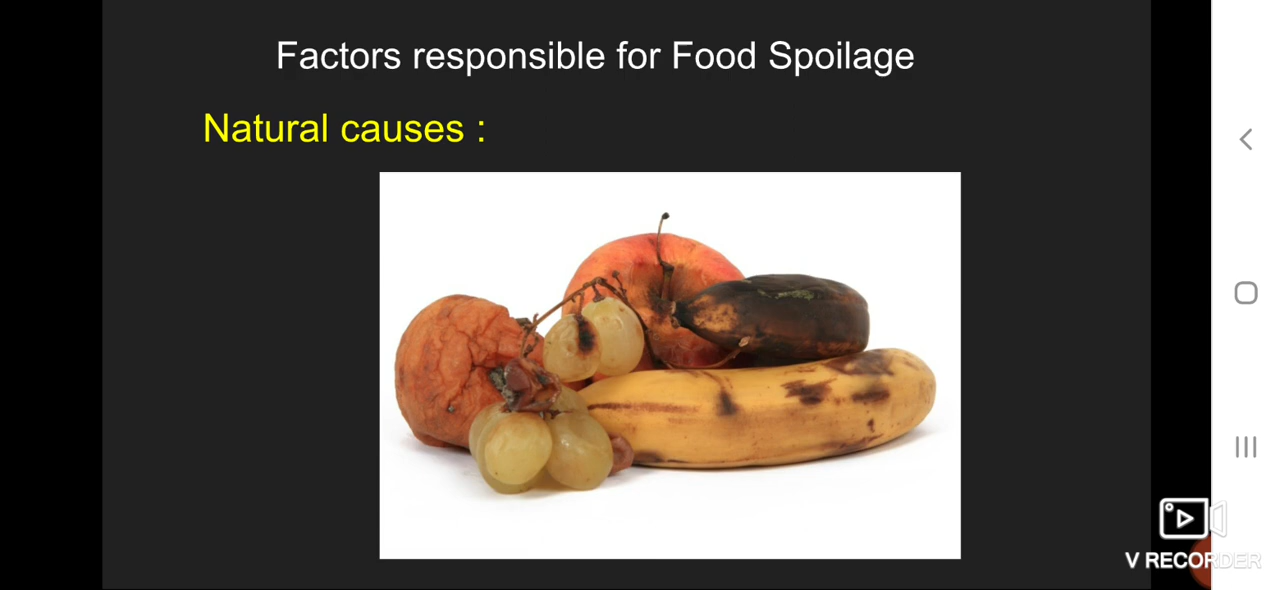 Factors responsible for Food Spoilage
Natural causes :
V RECORDER